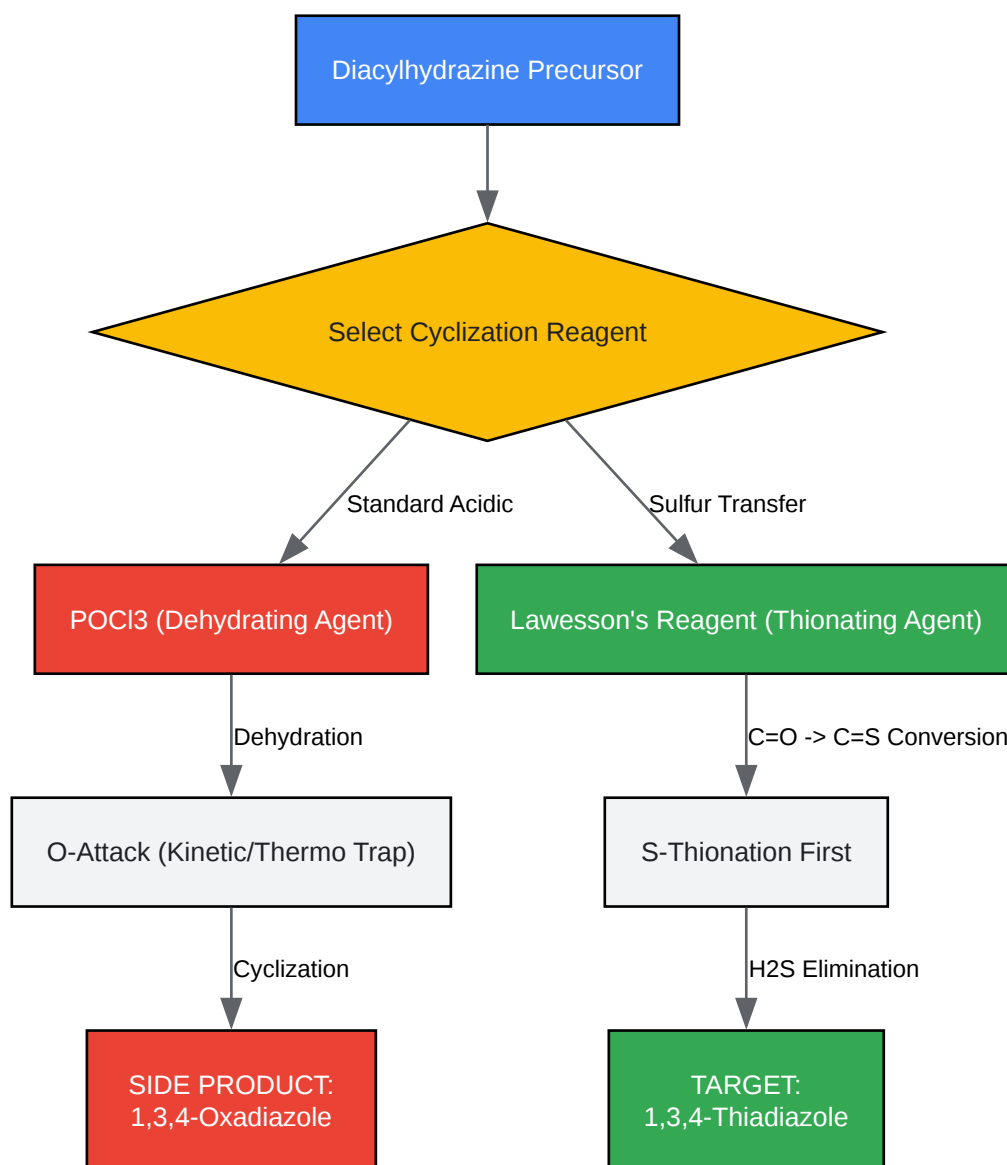 Diacylhydrazine Precursor
Select Cyclization Reagent
Standard Acidic
Sulfur Transfer
POCl3 (Dehydrating Agent)
Lawesson's Reagent (Thionating Agent)
Dehydration
C=O -> C=S Conversion
O-Attack (Kinetic/Thermo Trap)
S-Thionation First
Cyclization
H2S Elimination
SIDE PRODUCT:
1,3,4-Oxadiazole
TARGET:
1,3,4-Thiadiazole